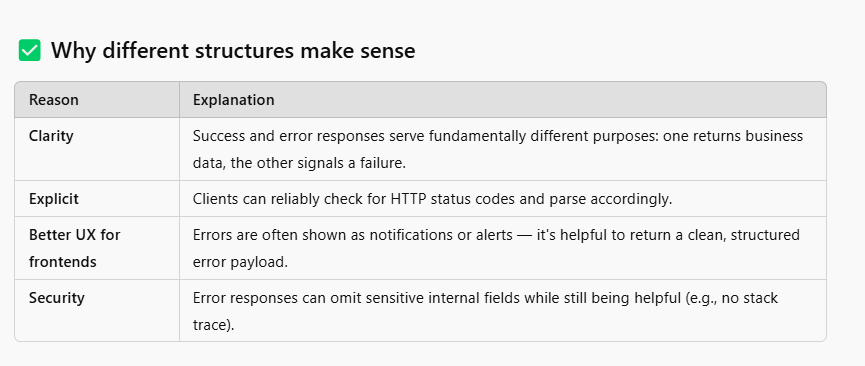 ✅ Why different structures make sense
Reason Explanation
Clarity Success and error responses serve fundamentally different purposes: one returns business
data, the other signals a failure.
Explicit Clients can reliably check for HTTP status codes and parse accordingly.
Better UX for Errors are often shown as notifications or alerts — it's helpful to return a clean, structured
frontends error payload.
Security Error responses can omit sensitive internal fields while still being helpful (e.g., no stack
trace).